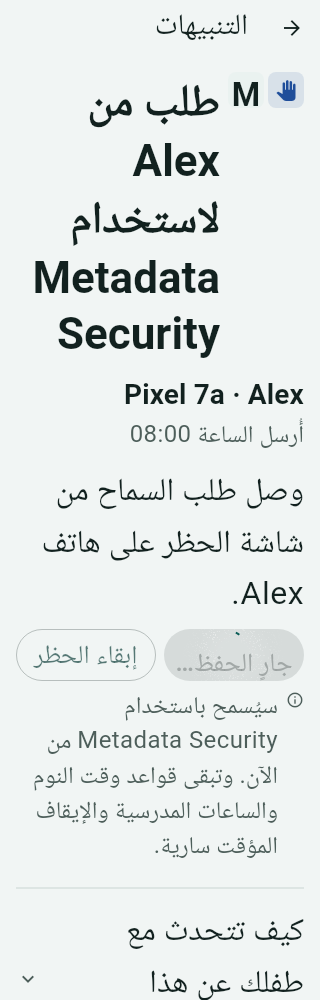 التنبيهات
M
طلب من
Alex
لاستخدام
Metadata
Security
Pixel 7a · Alex
أرسل الساعة 08:00
وصل طلب السماح من
شاشة الحظر على هاتف
Alex.
جارٍ الحفظ...
إبقاء الحظر
سيُسمح باستخدام
Metadata Security من
الآن. وتبقى قواعد وقت النوم
والساعات المدرسية والإيقاف
المؤقت سارية.
كيف تتحدث مع
طفلك عن هذا